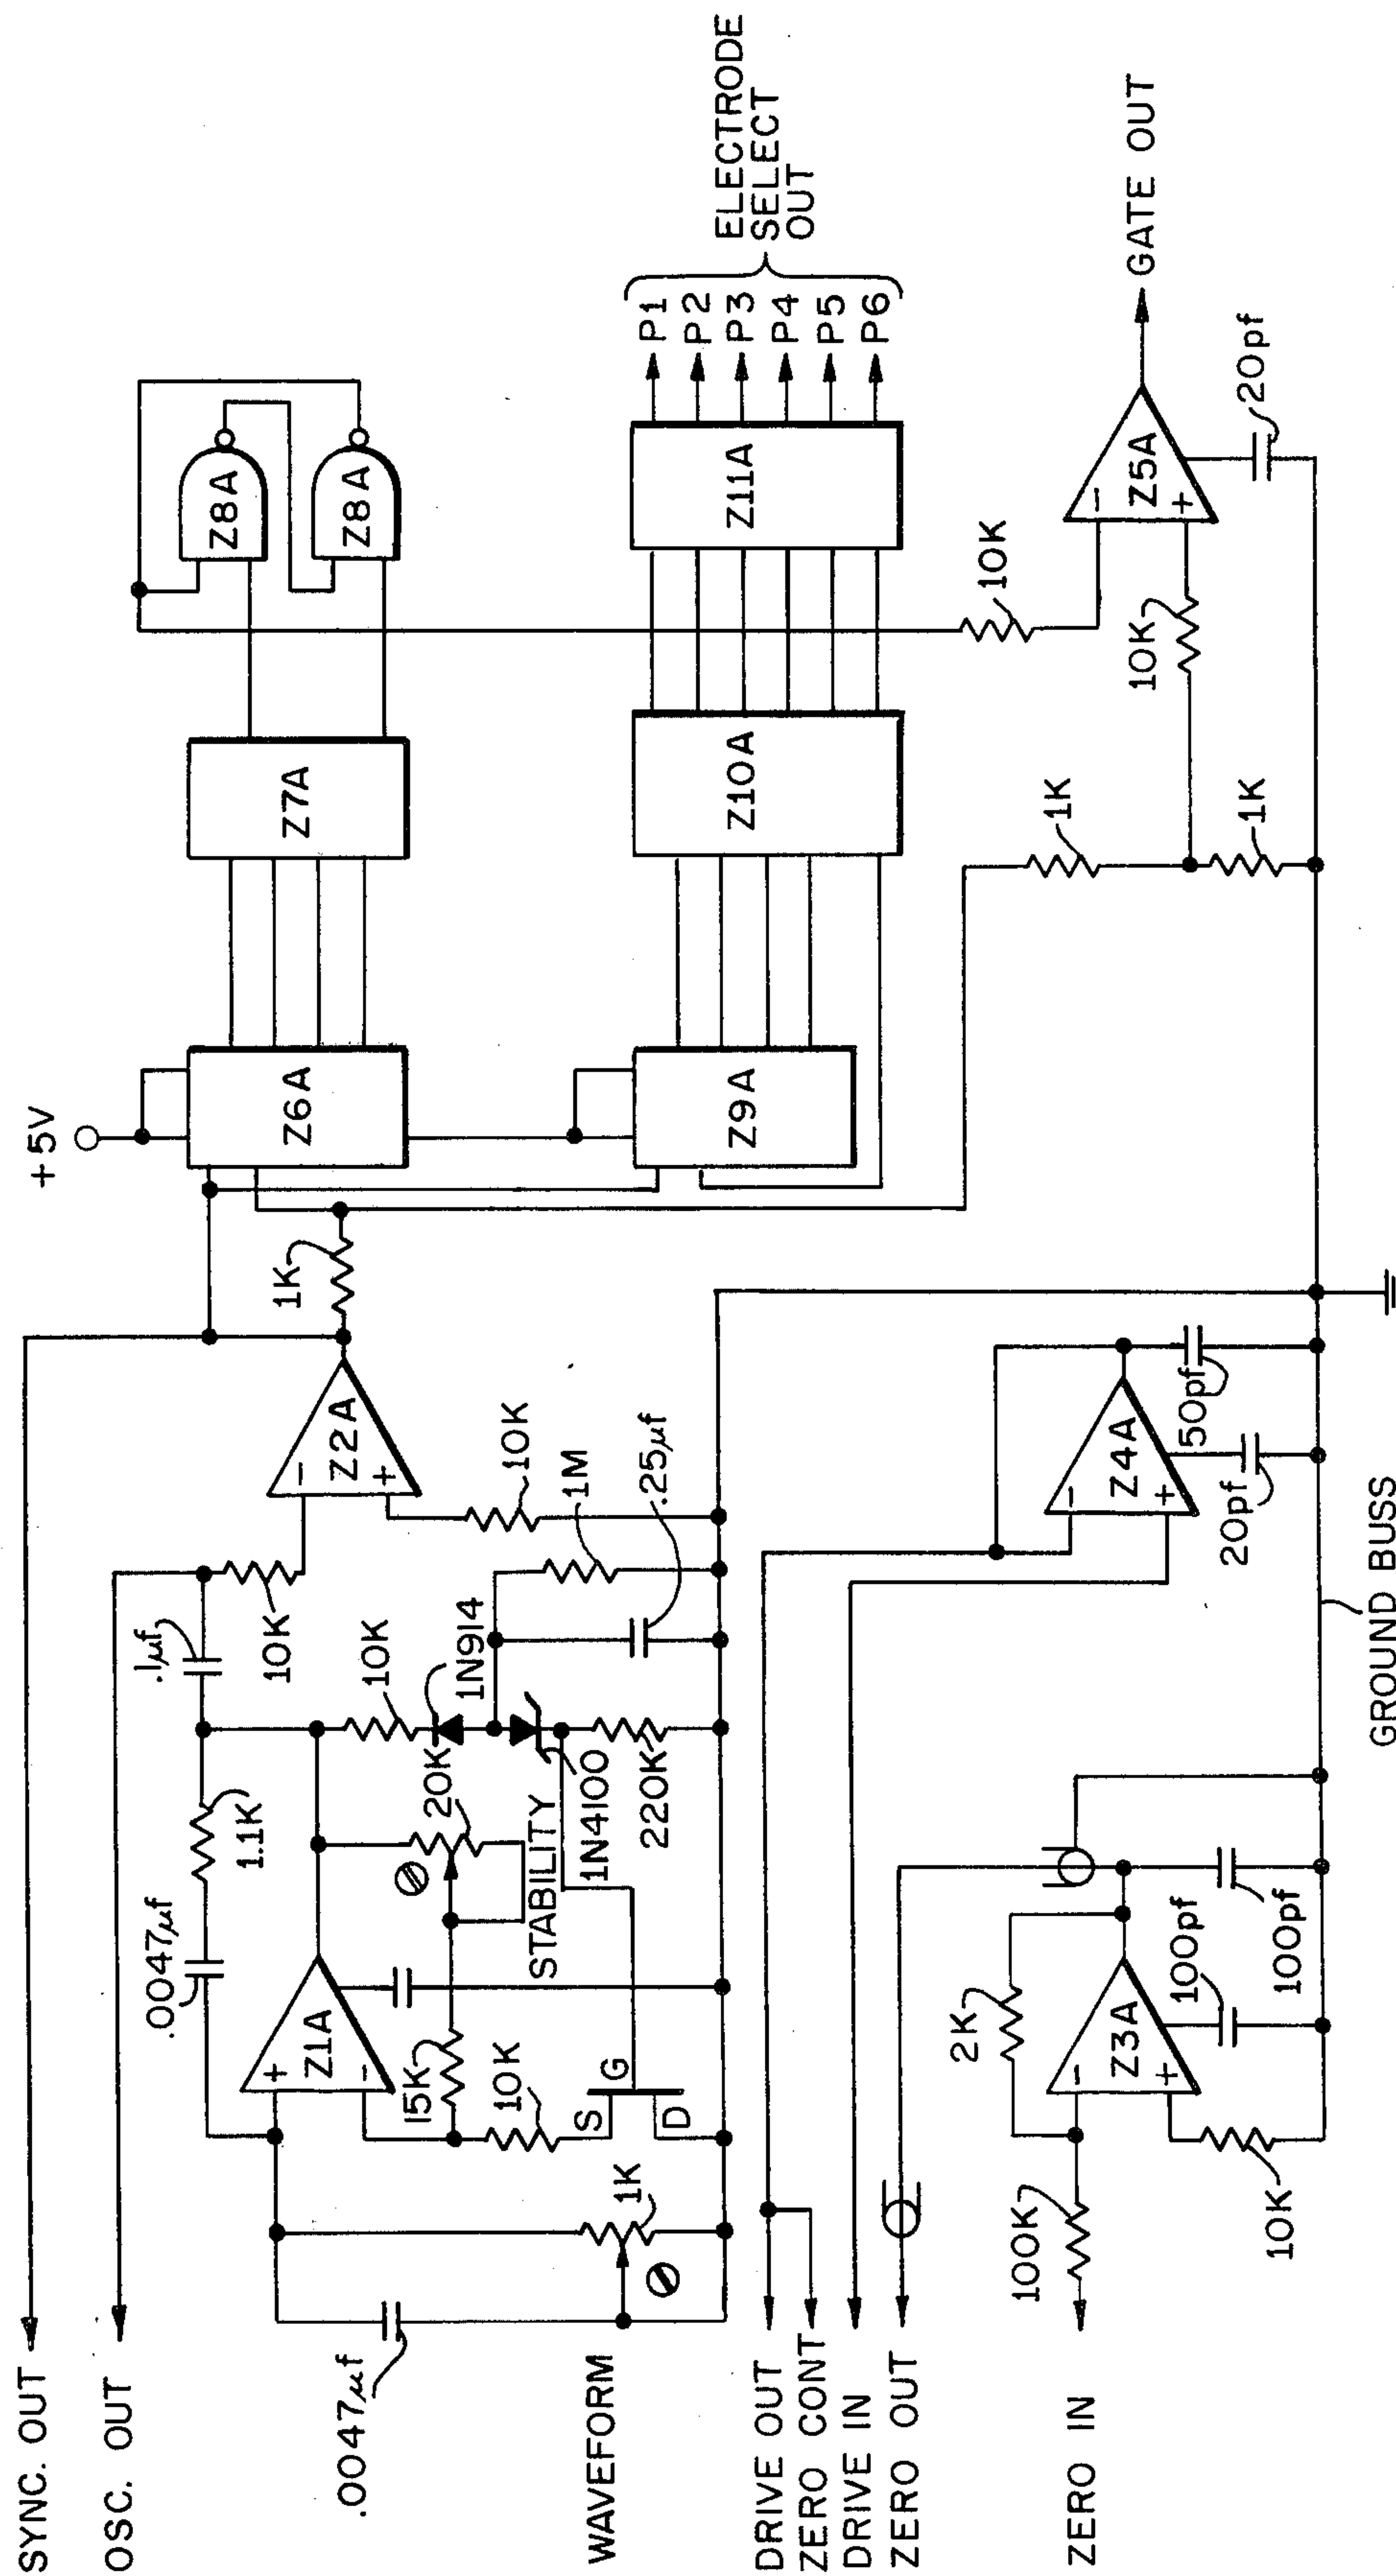 SYNC. OUT
OSC. OUT
.0047μf
WAVEFORM
1K
.0047μf
1.1K
.1μf
+
Z1A
-
15K
10K
S
G
D
20K
STABILITY
10K
1N914
1N4100
220K
10K
-
Z2A
+
10K
1M
.25μf
1K
+5V
Z6A
Z7A
Z8A
Z8A
Z9A
Z10A
Z11A
P1
P2
P3
P4
P5
P6
ELECTRODE
SELECT
OUT
DRIVE OUT
ZERO CONT
DRIVE IN
ZERO OUT
ZERO IN
100K
2K
-
Z3A
+
10K
100pf
100pf
-
Z4A
+
20pf
50pf
GROUND BUSS
1K
1K
10K
10K
-
Z5A
+
20pf
GATE OUT